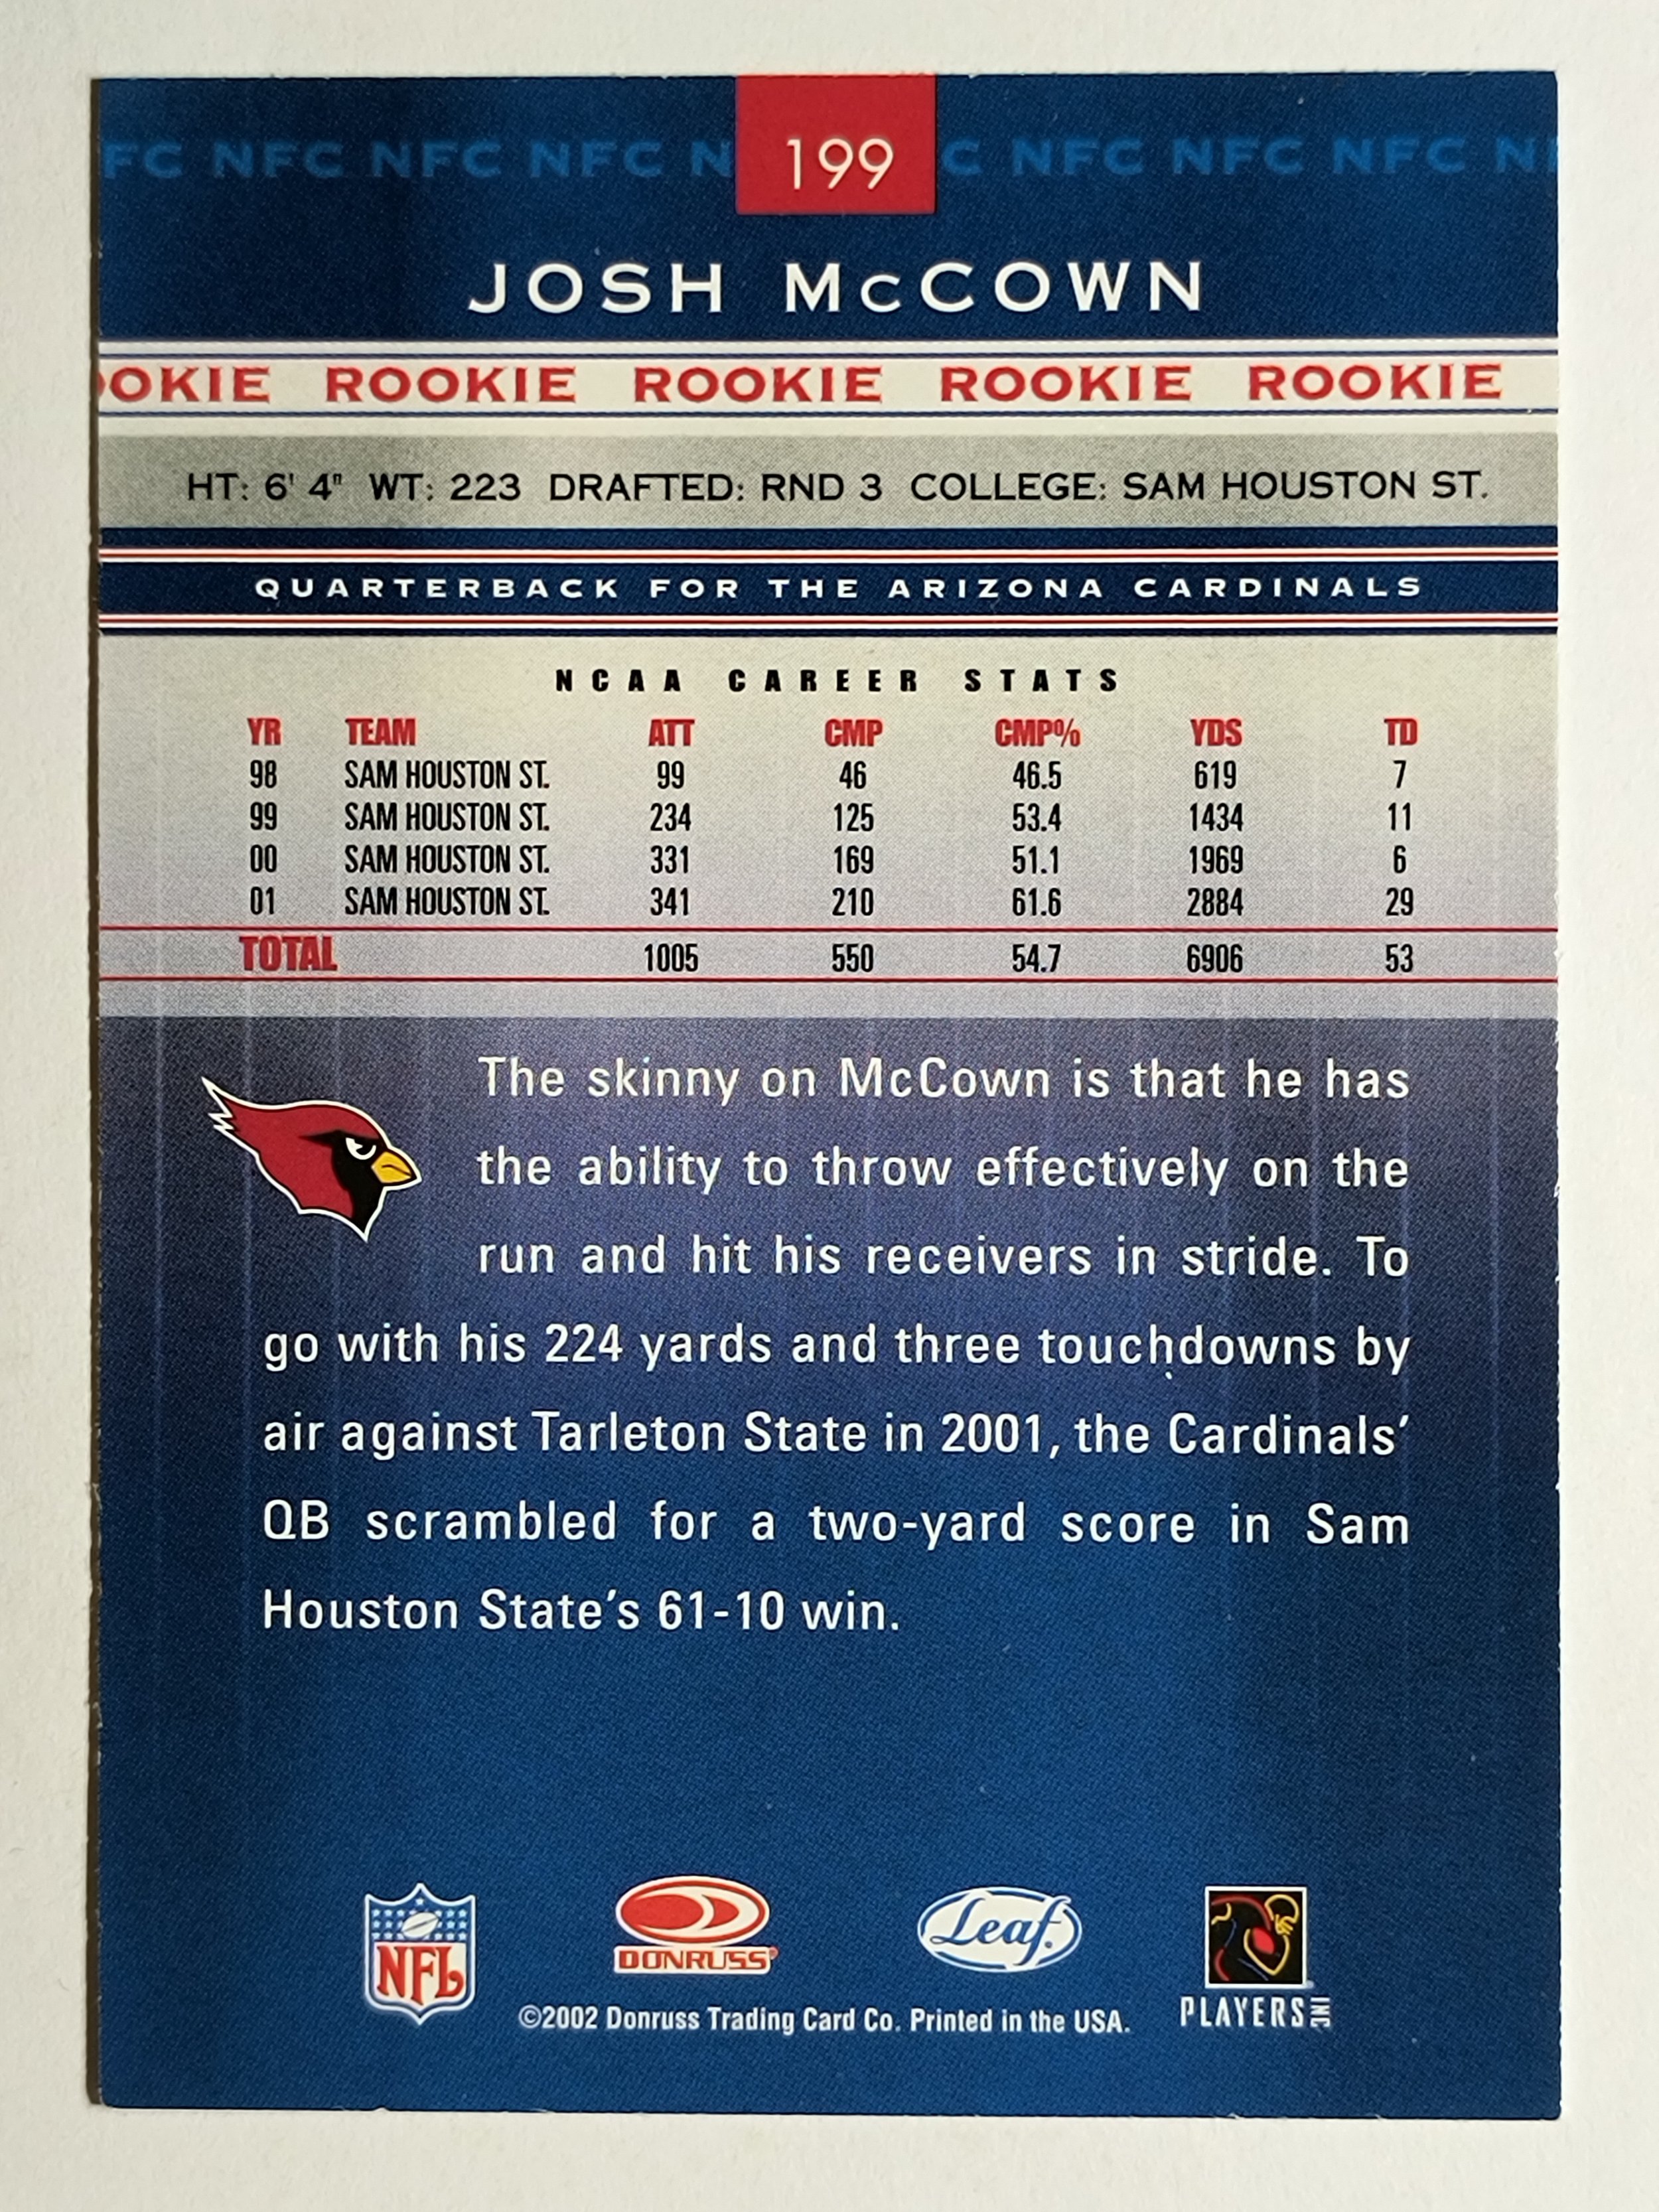 FC NFC NFC NFC N 199 C NFC NFC NFC N
JOSH McCOWN
OOKIE ROOKIE ROOKIE ROOKIE ROOKIE
HT: 6' 4" WT: 223 DRAFTED: RND 3 COLLEGE: SAM HOUSTON ST.
QUARTERBACK FOR THE ARIZONA CARDINALS
NCAA CAREER STATS
YR TEAM ATT CMP CMP% YDS TD
98 SAM HOUSTON ST. 99 46 46.5 619 7
99 SAM HOUSTON ST. 234 125 53.4 1434 11
00 SAM HOUSTON ST. 331 169 51.1 1969 6
01 SAM HOUSTON ST. 341 210 61.6 2884 29
TOTAL 1005 550 54.7 6906 53
The skinny on McCown is that he has
the ability to throw effectively on the
run and hit his receivers in stride. To
go with his 224 yards and three touchdowns by
air against Tarleton State in 2001, the Cardinals’
QB scrambled for a two-yard score in Sam
Houston State’s 61-10 win.
NFL DONRUSS® Leaf. PLAYERS INC
©2002 Donruss Trading Card Co. Printed in the USA.